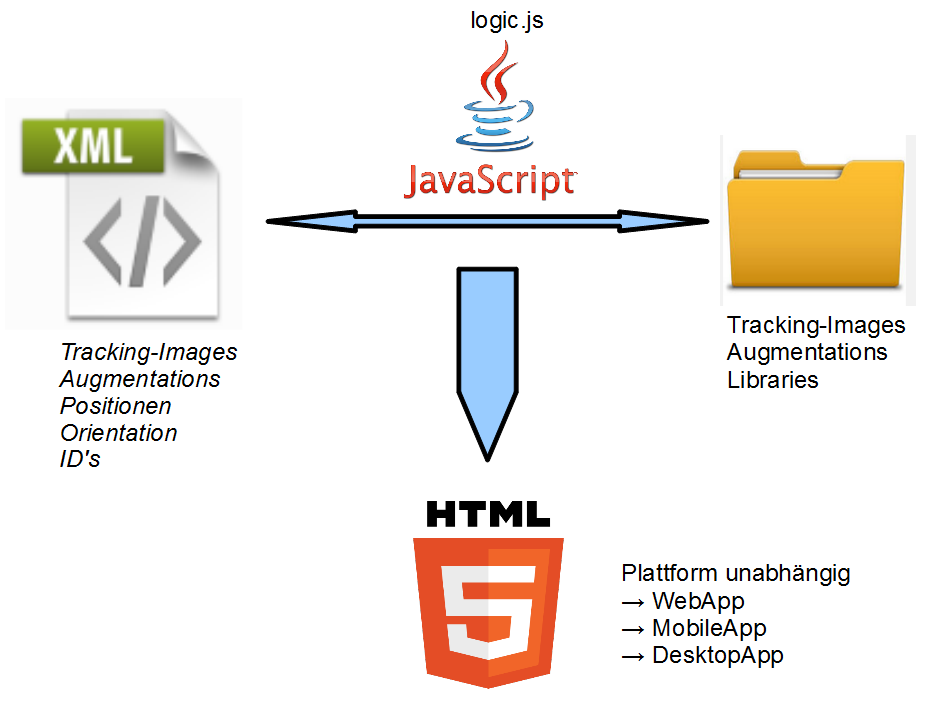 logic.js
JavaScript
XML
</>
Tracking-Images
Augmentations
Positionen
Orientation
ID's
Tracking-Images
Augmentations
Libraries
HTML
5
Plattform unabhängig
→ WebApp
→ MobileApp
→ DesktopApp